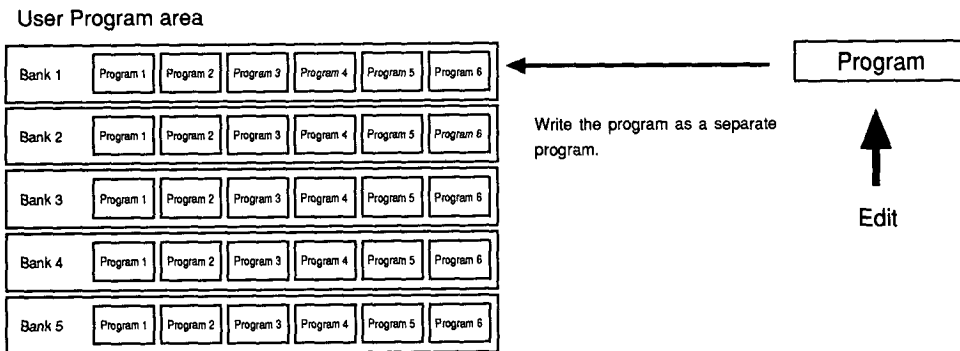 User Program area
Bank 1 Program 1 Program 2 Program 3 Program 4 Program 5 Program 6
Bank 2 Program 1 Program 2 Program 3 Program 4 Program 5 Program 6
Bank 3 Program 1 Program 2 Program 3 Program 4 Program 5 Program 6
Bank 4 Program 1 Program 2 Program 3 Program 4 Program 5 Program 6
Bank 5 Program 1 Program 2 Program 3 Program 4 Program 5 Program 6
Write the program as a separate
program.
Program
Edit